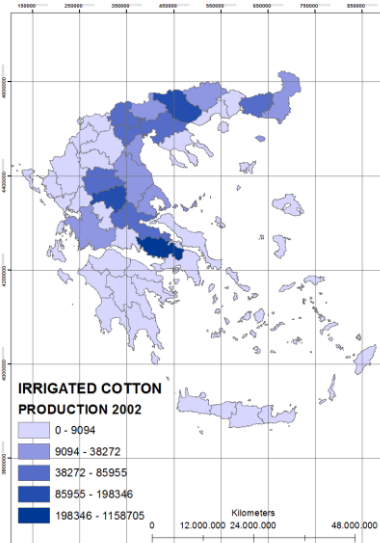 150000 250000 350000 450000 550000 650000 750000 850000
4600000
4400000
4200000
4000000
3800000
IRRIGATED COTTON
PRODUCTION 2002
0 - 9094
9094 - 38272
38272 - 85955
85955 - 198346
198346 - 1158705
Kilometers
0 12.000.000 24.000.000 48.000.000